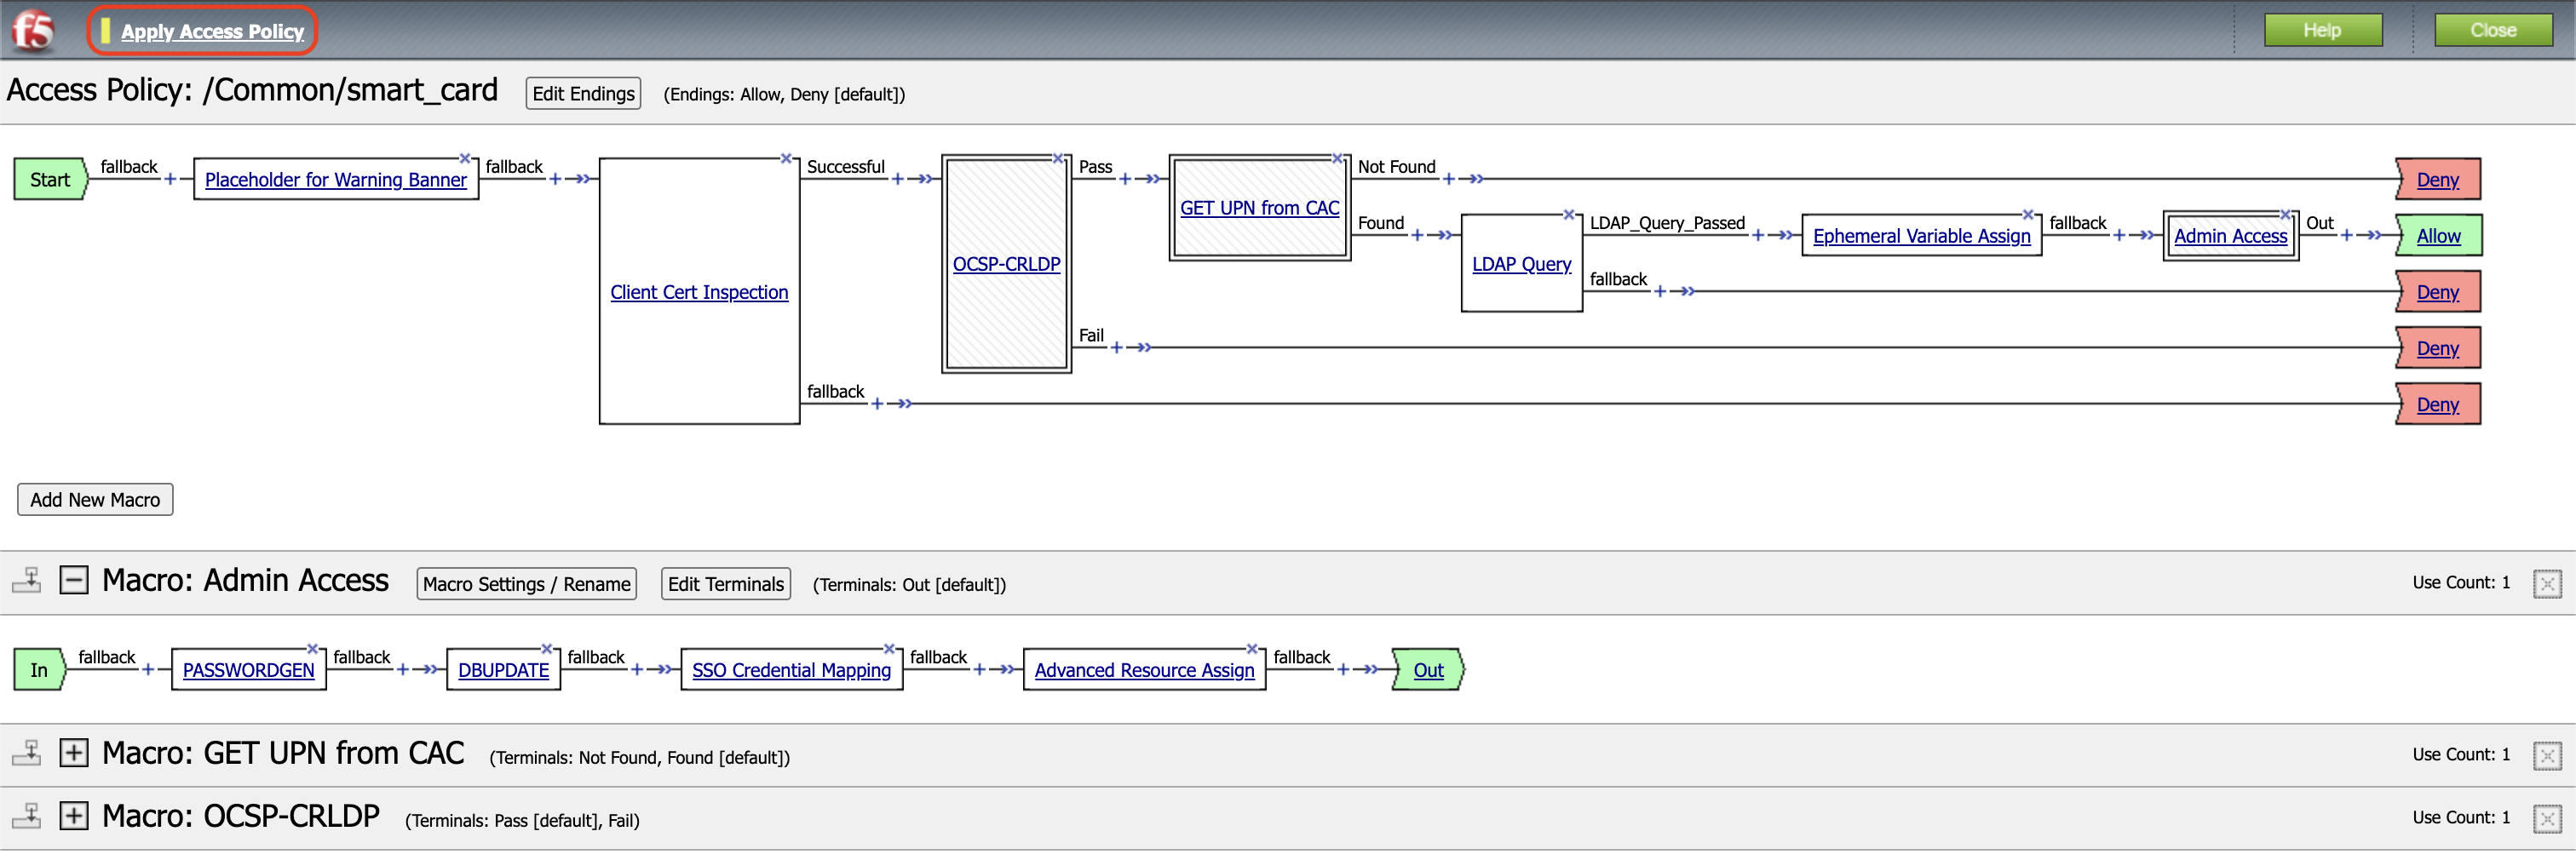 f5 Apply Access Policy Help Close
Access Policy: /Common/smart_card Edit Endings (Endings: Allow, Deny [default])
Start fallback + Placeholder for Warning Banner fallback + Client Cert Inspection Successful + OCSP-CRLDP Pass + GET UPN from CAC Not Found + Deny
Found + LDAP Query LDAP_Query_Passed + Ephemeral Variable Assign fallback + Admin Access Out + Allow
fallback + Deny
Fail + Deny
fallback + Deny
Add New Macro
Macro: Admin Access Macro Settings / Rename Edit Terminals (Terminals: Out [default]) Use Count: 1
In fallback + PASSWORDGEN fallback + DBUPDATE fallback + SSO Credential Mapping fallback + Advanced Resource Assign fallback + Out
Macro: GET UPN from CAC (Terminals: Not Found, Found [default]) Use Count: 1
Macro: OCSP-CRLDP (Terminals: Pass [default], Fail) Use Count: 1